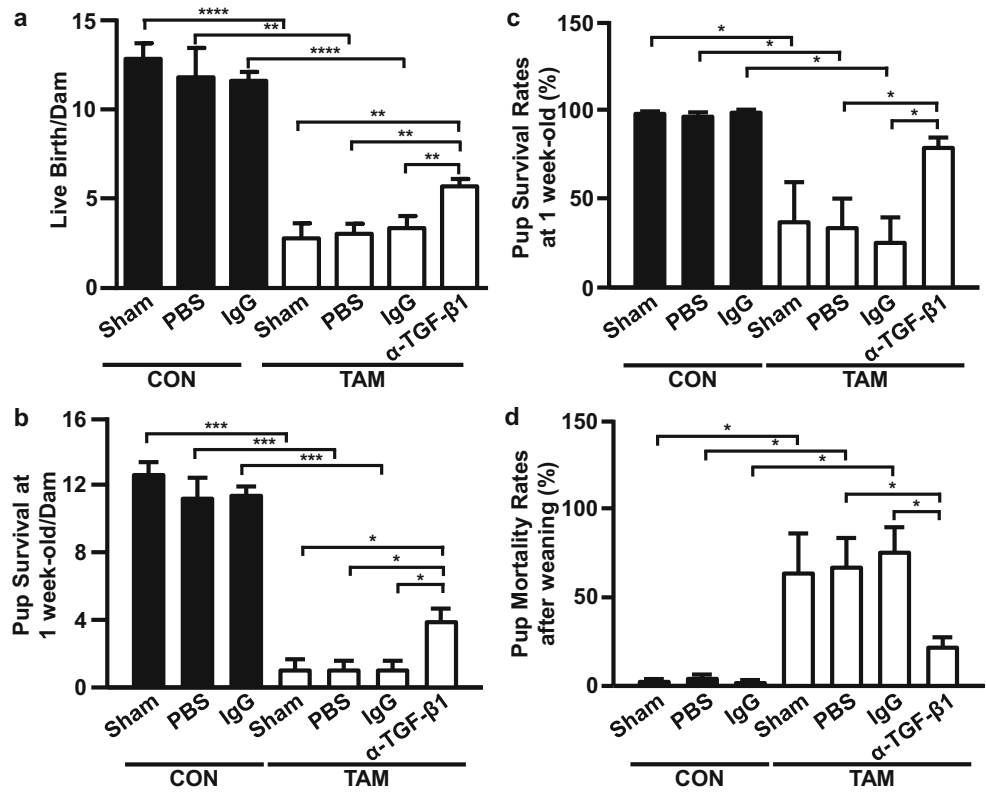 a
Live Birth/Dam
15
10
5
0
**** 
**
****
**
**
**
Sham PBS IgG Sham PBS IgG α-TGF-β1
CON TAM
b
Pup Survival at
1 week-old/Dam
16
12
8
4
0
***
***
***
*
*
*
Sham PBS IgG Sham PBS IgG α-TGF-β1
CON TAM
c
Pup Survival Rates
at 1 week-old (%)
150
100
50
0
*
*
*
*
*
Sham PBS IgG Sham PBS IgG α-TGF-β1
CON TAM
d
Pup Mortality Rates
after weaning (%)
150
100
50
0
*
*
*
*
*
Sham PBS IgG Sham PBS IgG α-TGF-β1
CON TAM